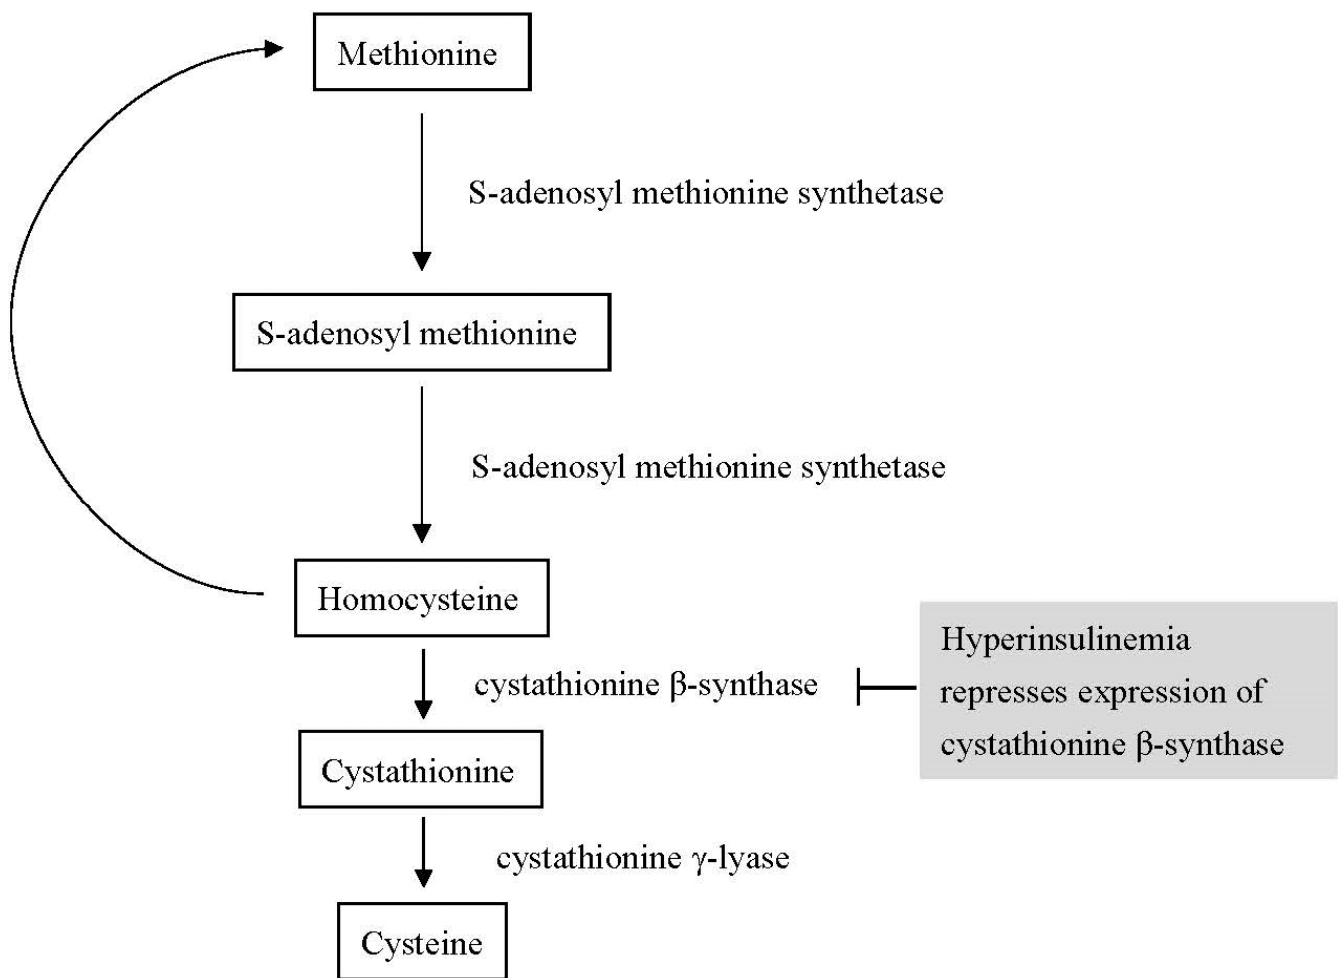 Methionine
S-adenosyl methionine synthetase
S-adenosyl methionine
S-adenosyl methionine synthetase
Homocysteine
Hyperinsulinemia
represses expression of
cystathionine β-synthase
cystathionine β-synthase
Cystathionine
cystathionine γ-lyase
Cysteine